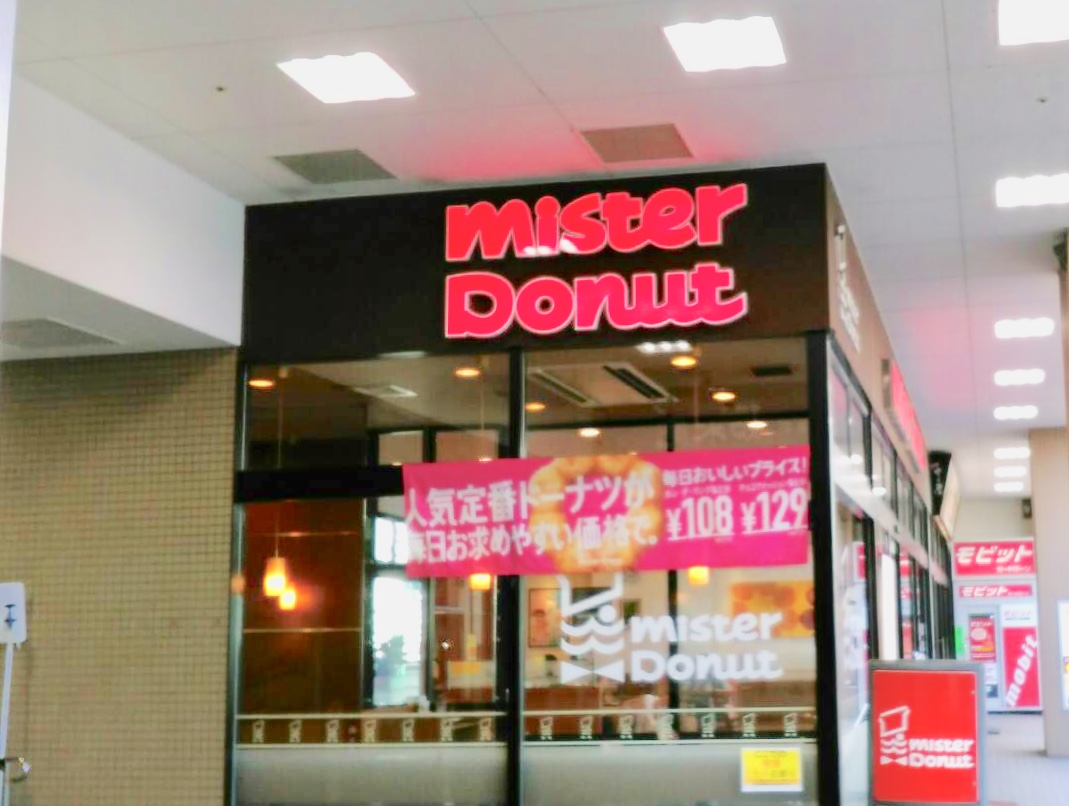 mister
Donut
人気定番ドーナツが
毎日お求めやすい価格で。
毎日おいしいプライス!
¥108 ¥129
mister
Donut
モビット
モビット
mobit
mister
Donut